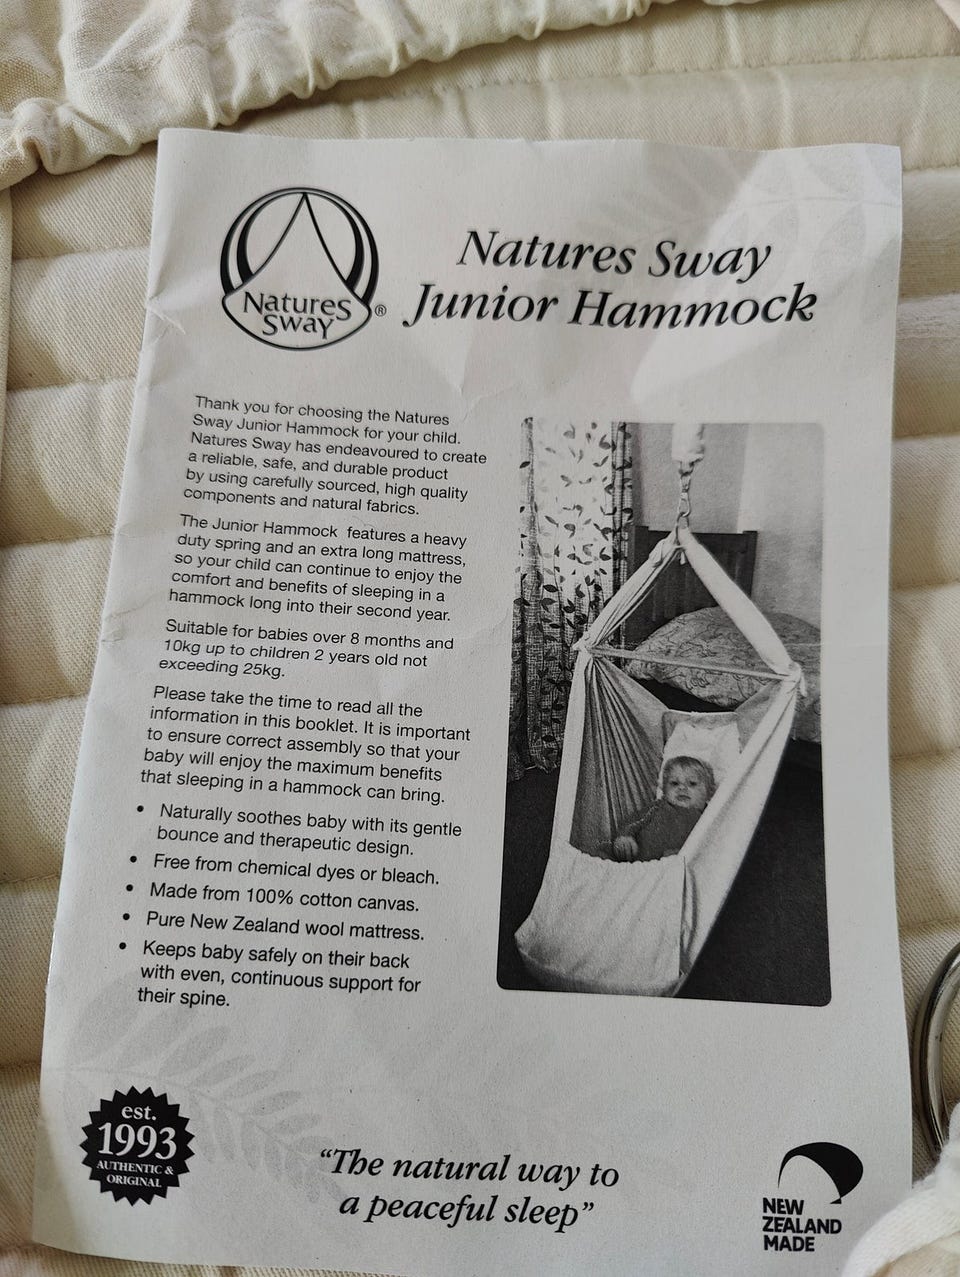 Natures
Sway
®
Natures Sway
Junior Hammock
Thank you for choosing the Natures
Sway Junior Hammock for your child.
Natures Sway has endeavoured to create
a reliable, safe, and durable product
by using carefully sourced, high quality
components and natural fabrics.
The Junior Hammock features a heavy
duty spring and an extra long mattress,
so your child can continue to enjoy the
comfort and benefits of sleeping in a
hammock long into their second year.
Suitable for babies over 8 months and
10kg up to children 2 years old not
exceeding 25kg.
Please take the time to read all the
information in this booklet. It is important
to ensure correct assembly so that your
baby will enjoy the maximum benefits
that sleeping in a hammock can bring.
• Naturally soothes baby with its gentle
bounce and therapeutic design.
• Free from chemical dyes or bleach.
• Made from 100% cotton canvas.
• Pure New Zealand wool mattress.
• Keeps baby safely on their back
with even, continuous support for
their spine.
est.
1993
AUTHENTIC &
ORIGINAL
“The natural way to
a peaceful sleep”
NEW
ZEALAND
MADE